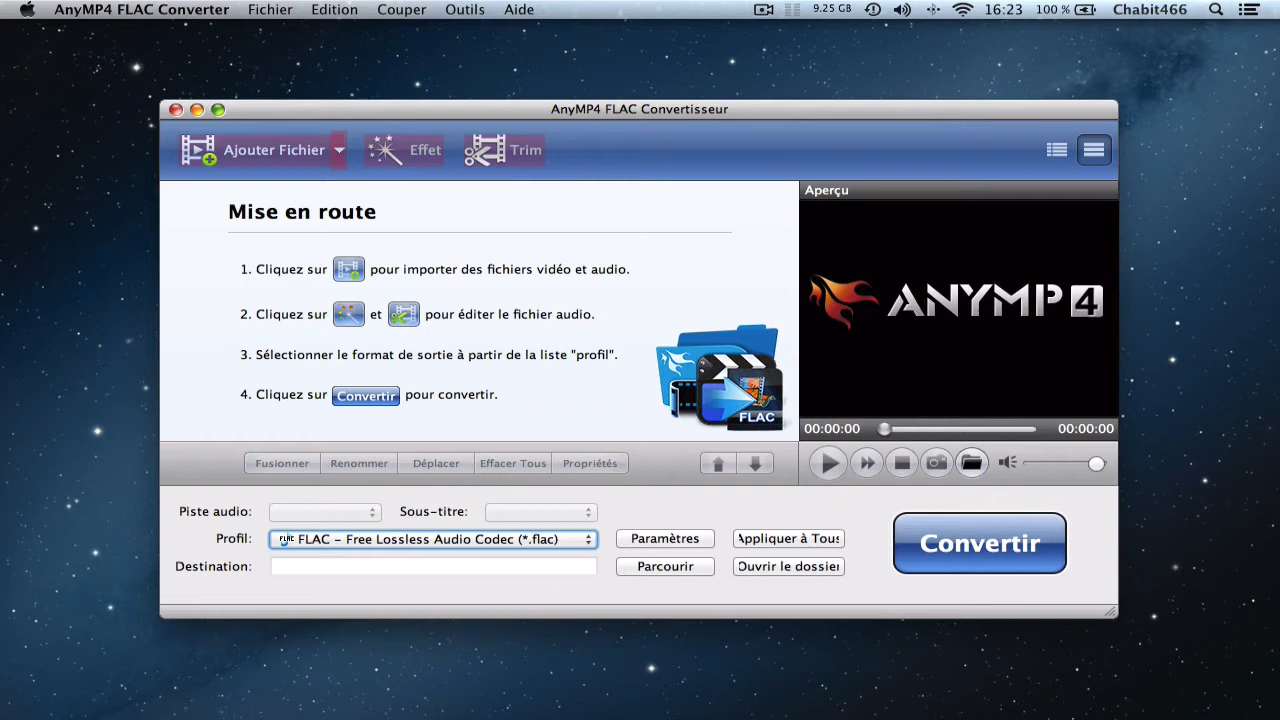 AnyMP4 FLAC Converter Fichier Edition Couper Outils Aide 9.25 GB 16:23 100 % Chabit466
AnyMP4 FLAC Convertisseur
Ajouter Fichier Effet Trim
Aperçu
Mise en route
1. Cliquez sur pour importer des fichiers vidéo et audio.
2. Cliquez sur et pour éditer le fichier audio.
3. Sélectionner le format de sortie à partir de la liste "profil".
4. Cliquez sur Convertir pour convertir.
FLAC
ANYMP4
00:00:00 00:00:00
Fusionner Renommer Déplacer Effacer Tous Propriétés
Piste audio: Sous-titre:
Profil: FLAC FLAC – Free Lossless Audio Codec (*.flac) Paramètres Appliquer à Tous
Destination: Parcourir Ouvrir le dossier
Convertir